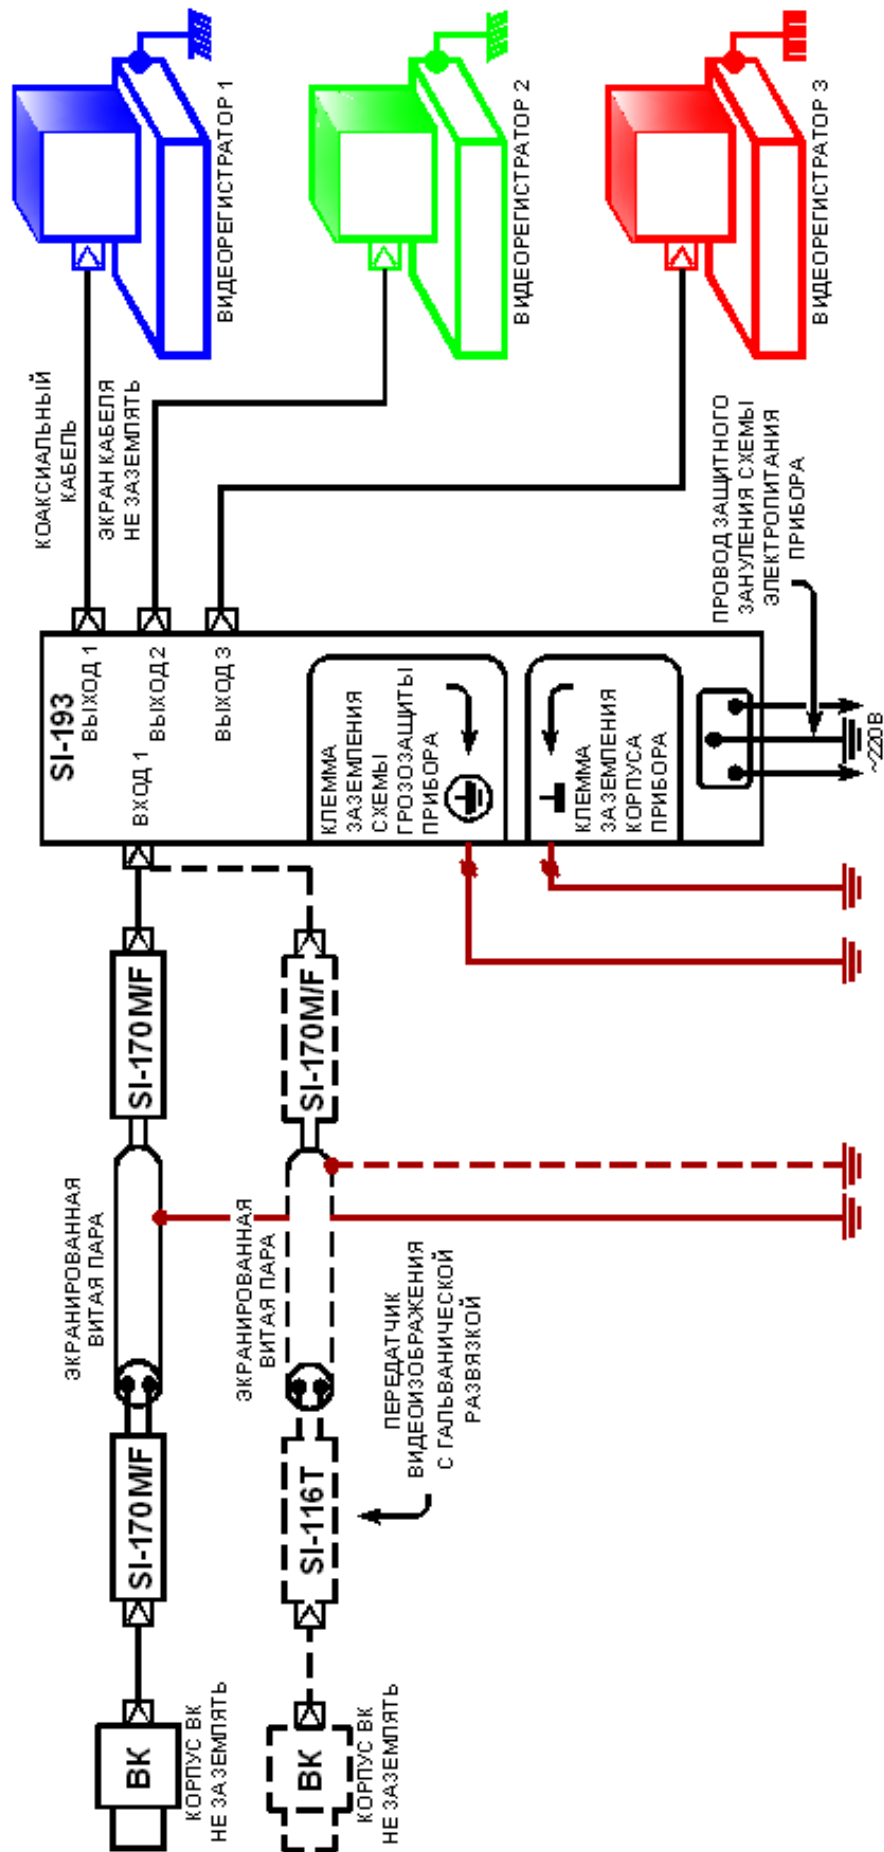 ВК
КОРПУС ВК
НЕ ЗАЗЕМЛЯТЬ
SI-170M/F
ЭКРАНИРОВАННАЯ
ВИТАЯ ПАРА
SI-170M/F
ВК
КОРПУС ВК
НЕ ЗАЗЕМЛЯТЬ
SI-116T
ЭКРАНИРОВАННАЯ
ВИТАЯ ПАРА
SI-170M/F
ПЕРЕДАТЧИК
ВИДЕОИЗОБРАЖЕНИЯ
С ГАЛЬВАНИЧЕСКОЙ
РАЗВЯЗКОЙ
SI-193
ВХОД 1
ВЫХОД 1
ВЫХОД 2
ВЫХОД 3
КЛЕММА
ЗАЗЕМЛЕНИЯ
СХЕМЫ
ГРОЗОЗАЩИТЫ
ПРИБОРА
КЛЕММА
ЗАЗЕМЛЕНИЯ
КОРПУСА
ПРИБОРА
~220В
КОАКСИАЛЬНЫЙ
КАБЕЛЬ
ЭКРАН КАБЕЛЯ
НЕ ЗАЗЕМЛЯТЬ
ПРОВОД ЗАЩИТНОГО
ЗАНУЛЕНИЯ СХЕМЫ
ЭЛЕКТРОПИТАНИЯ
ПРИБОРА
ВИДЕОРЕГИСТРАТОР 1
ВИДЕОРЕГИСТРАТОР 2
ВИДЕОРЕГИСТРАТОР 3